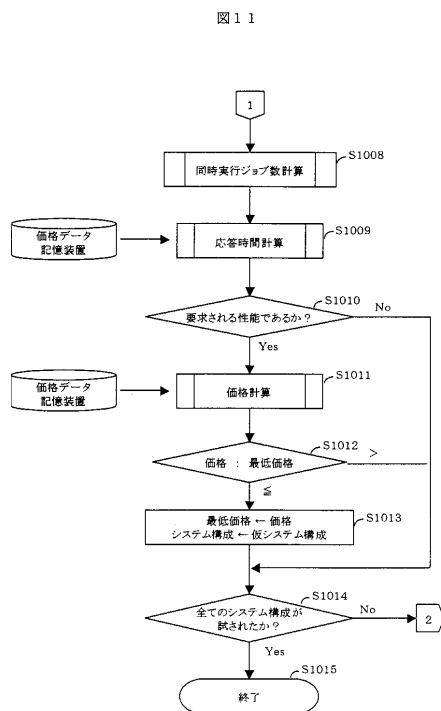 図11
1
同時実行ジョブ数計算
S1008
価格データ
記憶装置
応答時間計算
S1009
要求される性能であるか？
S1010
No
Yes
価格データ
記憶装置
価格計算
S1011
価格 : 最低価格
S1012
＞
≦
最低価格 ← 価格
システム構成 ← 仮システム構成
S1013
全てのシステム構成が
試されたか？
S1014
No
2
Yes
終了
S1015